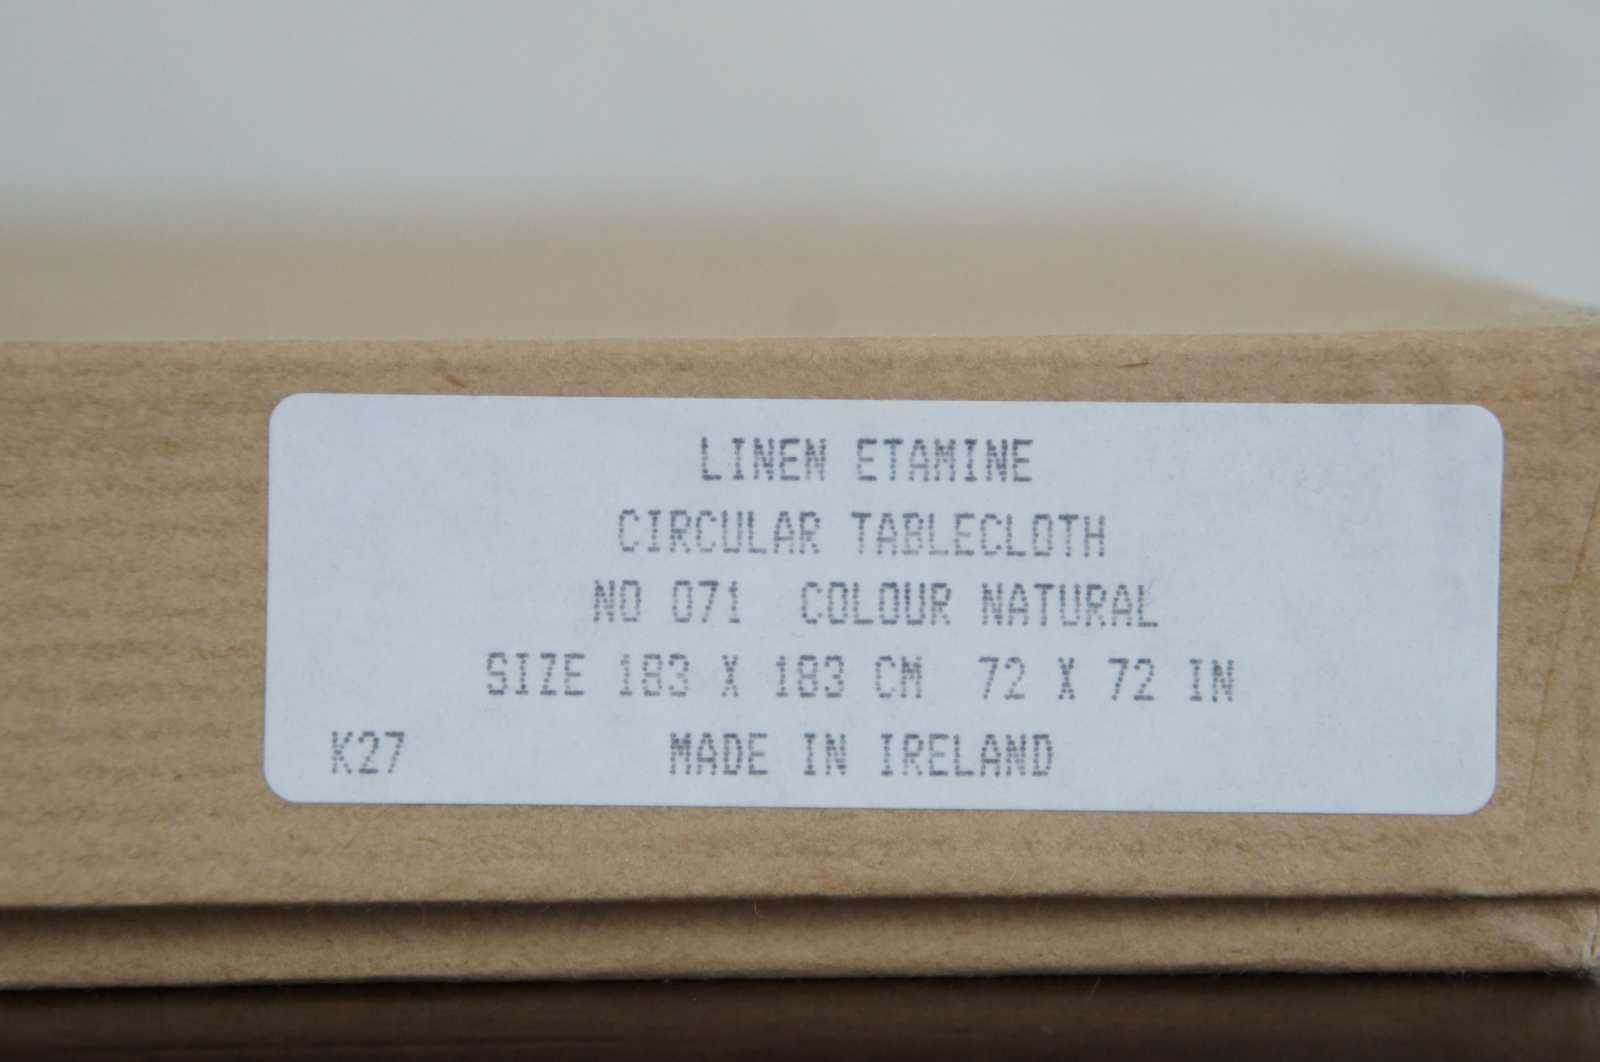 LINEN ETAMINE
CIRCULAR TABLECLOTH
NO 071 COLOUR NATURAL
SIZE 183 X 183 CM 72 X 72 IN
K27 MADE IN IRELAND